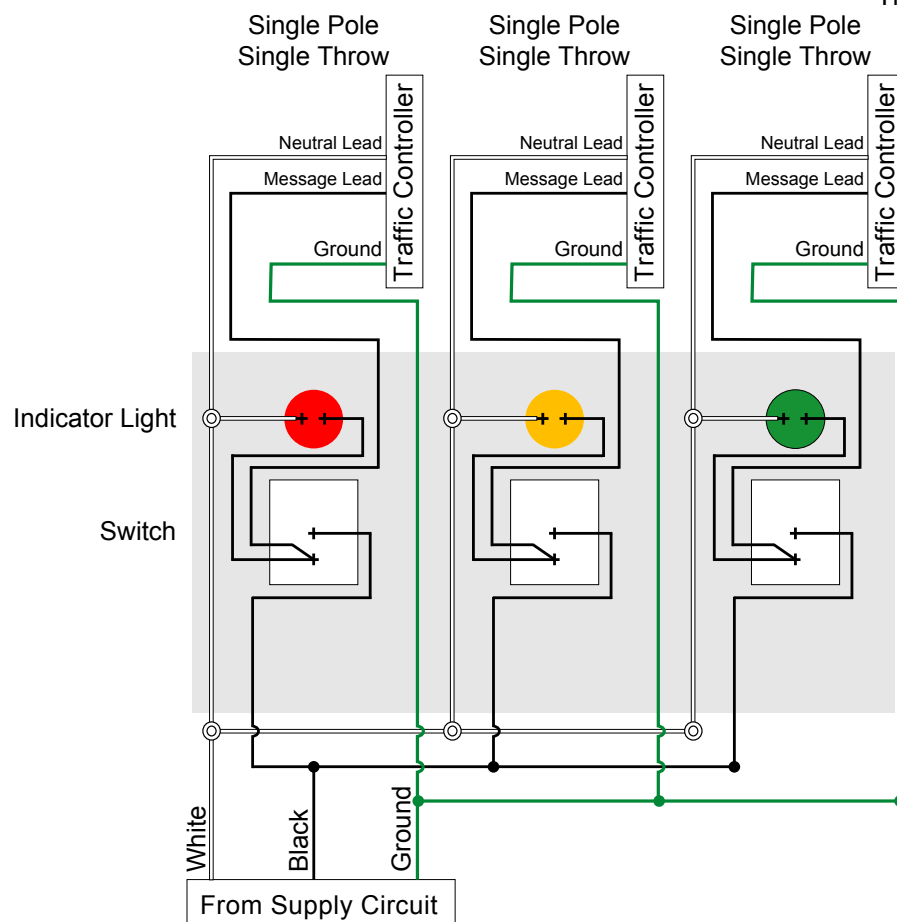 Single Pole
Single Throw
Single Pole
Single Throw
Single Pole
Single Throw
Traffic Controller
Traffic Controller
Traffic Controller
Neutral Lead
Neutral Lead
Neutral Lead
Message Lead
Message Lead
Message Lead
Ground
Ground
Ground
Indicator Light
Switch
White
Black
Ground
From Supply Circuit